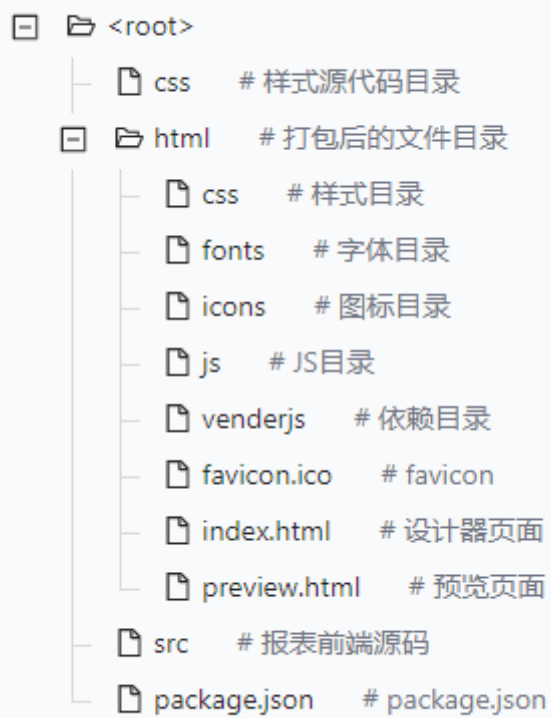 <root>
css # 样式源代码目录
html # 打包后的文件目录
css # 样式目录
fonts # 字体目录
icons # 图标目录
js # JS目录
venderjs # 依赖目录
favicon.ico # favicon
index.html # 设计器页面
preview.html # 预览页面
src # 报表前端源码
package.json # package.json